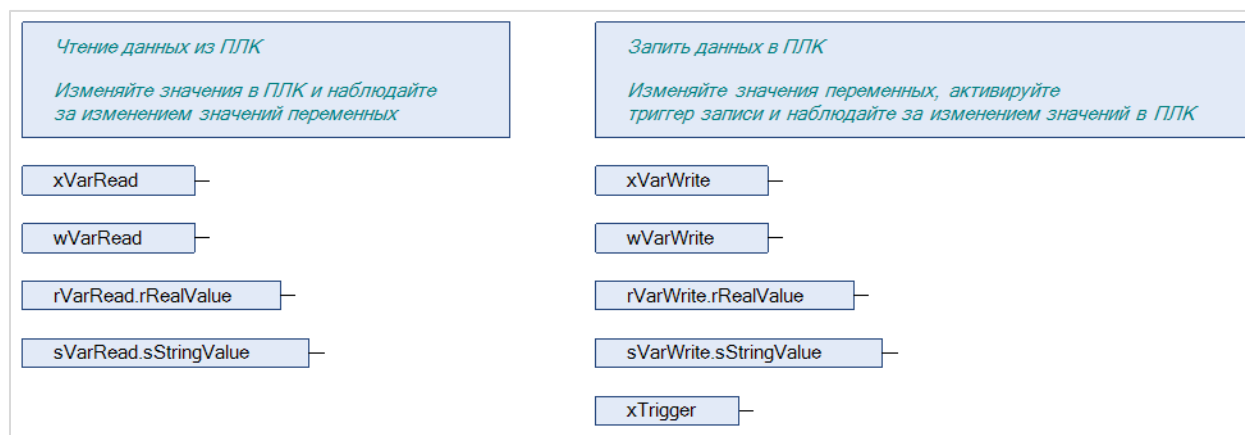 Чтение данных из ПЛК
Изменяйте значения в ПЛК и наблюдайте
за изменением значений переменных
xVarRead
wVarRead
rVarRead.rRealValue
sVarRead.sStringValue
Запить данных в ПЛК
Изменяйте значения переменных, активируйте
триггер записи и наблюдайте за изменением значений в ПЛК
xVarWrite
wVarWrite
rVarWrite.rRealValue
sVarWrite.sStringValue
xTrigger